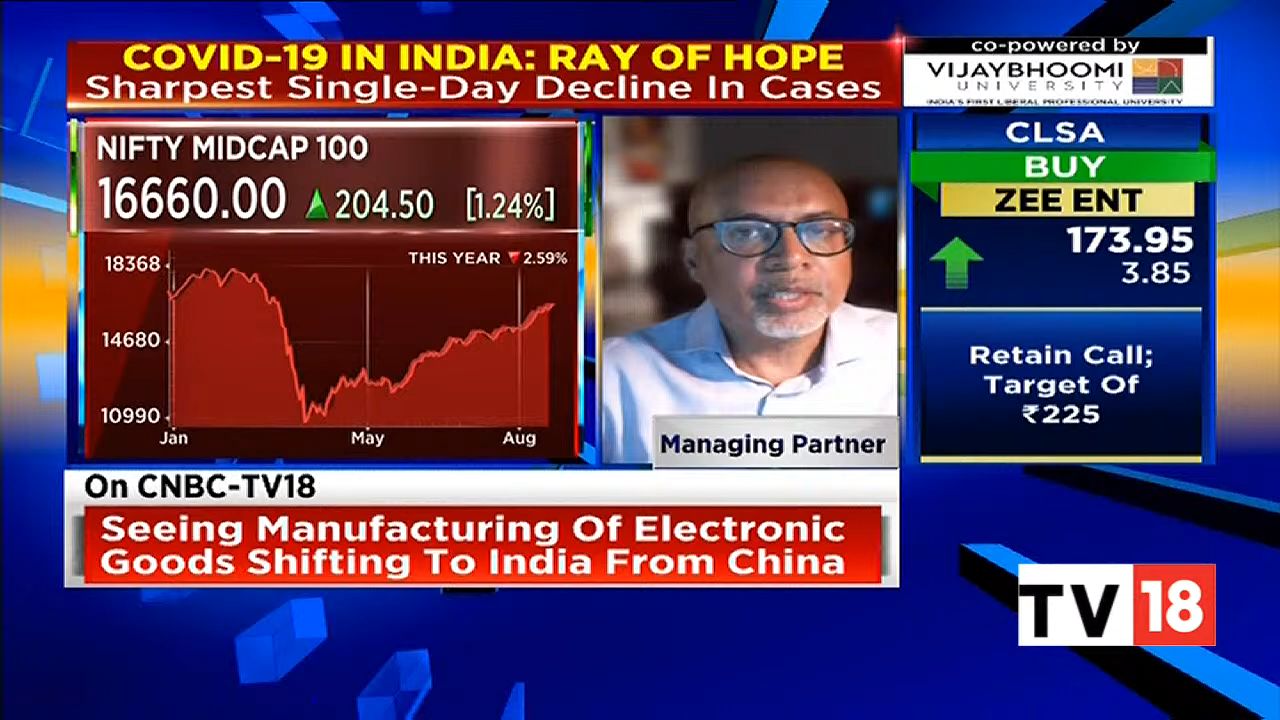 COVID-19 IN INDIA: RAY OF HOPE
Sharpest Single-Day Decline In Cases
co-powered by
VIJAYBHOOMI
UNIVERSITY
INDIA'S FIRST LIBERAL PROFESSIONAL UNIVERSITY
NIFTY MIDCAP 100
16660.00 ▲ 204.50 [1.24%]
THIS YEAR ▼ 2.59%
18368
14680
10990
Jan May Aug
Managing Partner
CLSA
BUY
ZEE ENT
173.95
3.85
Retain Call;
Target Of
₹225
On CNBC-TV18
Seeing Manufacturing Of Electronic
Goods Shifting To India From China
TV18